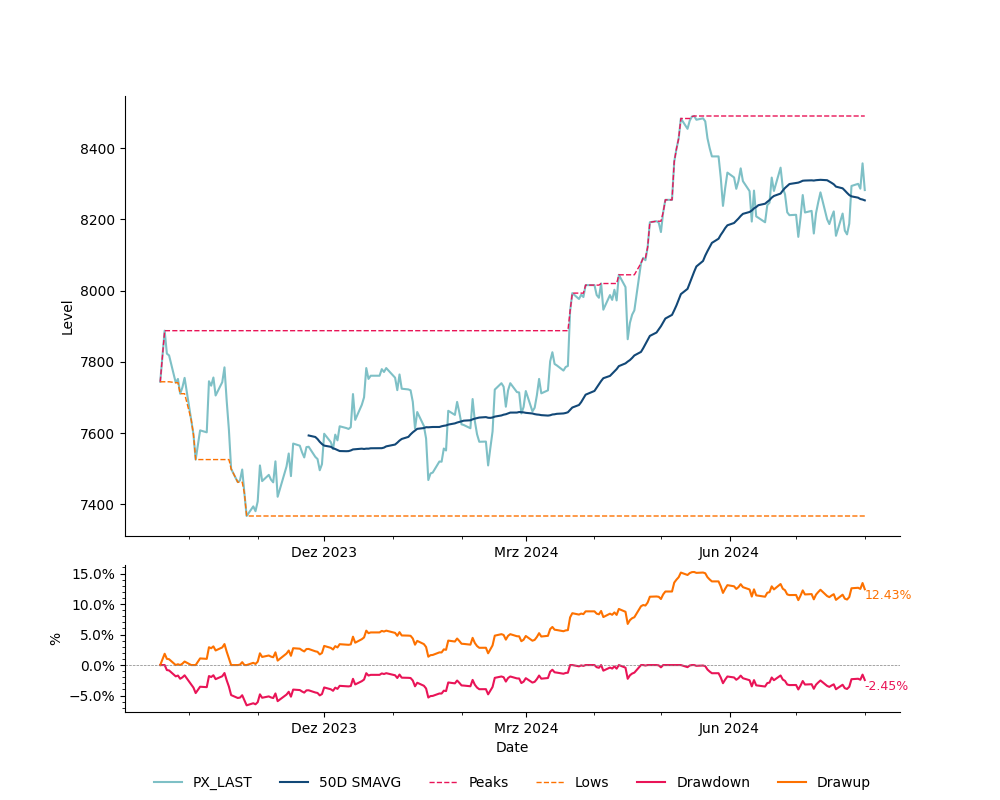 Level
8400
8200
8000
7800
7600
7400
Dez 2023 Mrz 2024 Jun 2024
%
15.0%
10.0%
5.0%
0.0%
−5.0%
12.43%
-2.45%
Dez 2023 Mrz 2024 Jun 2024
Date
PX_LAST 50D SMAVG Peaks Lows Drawdown Drawup